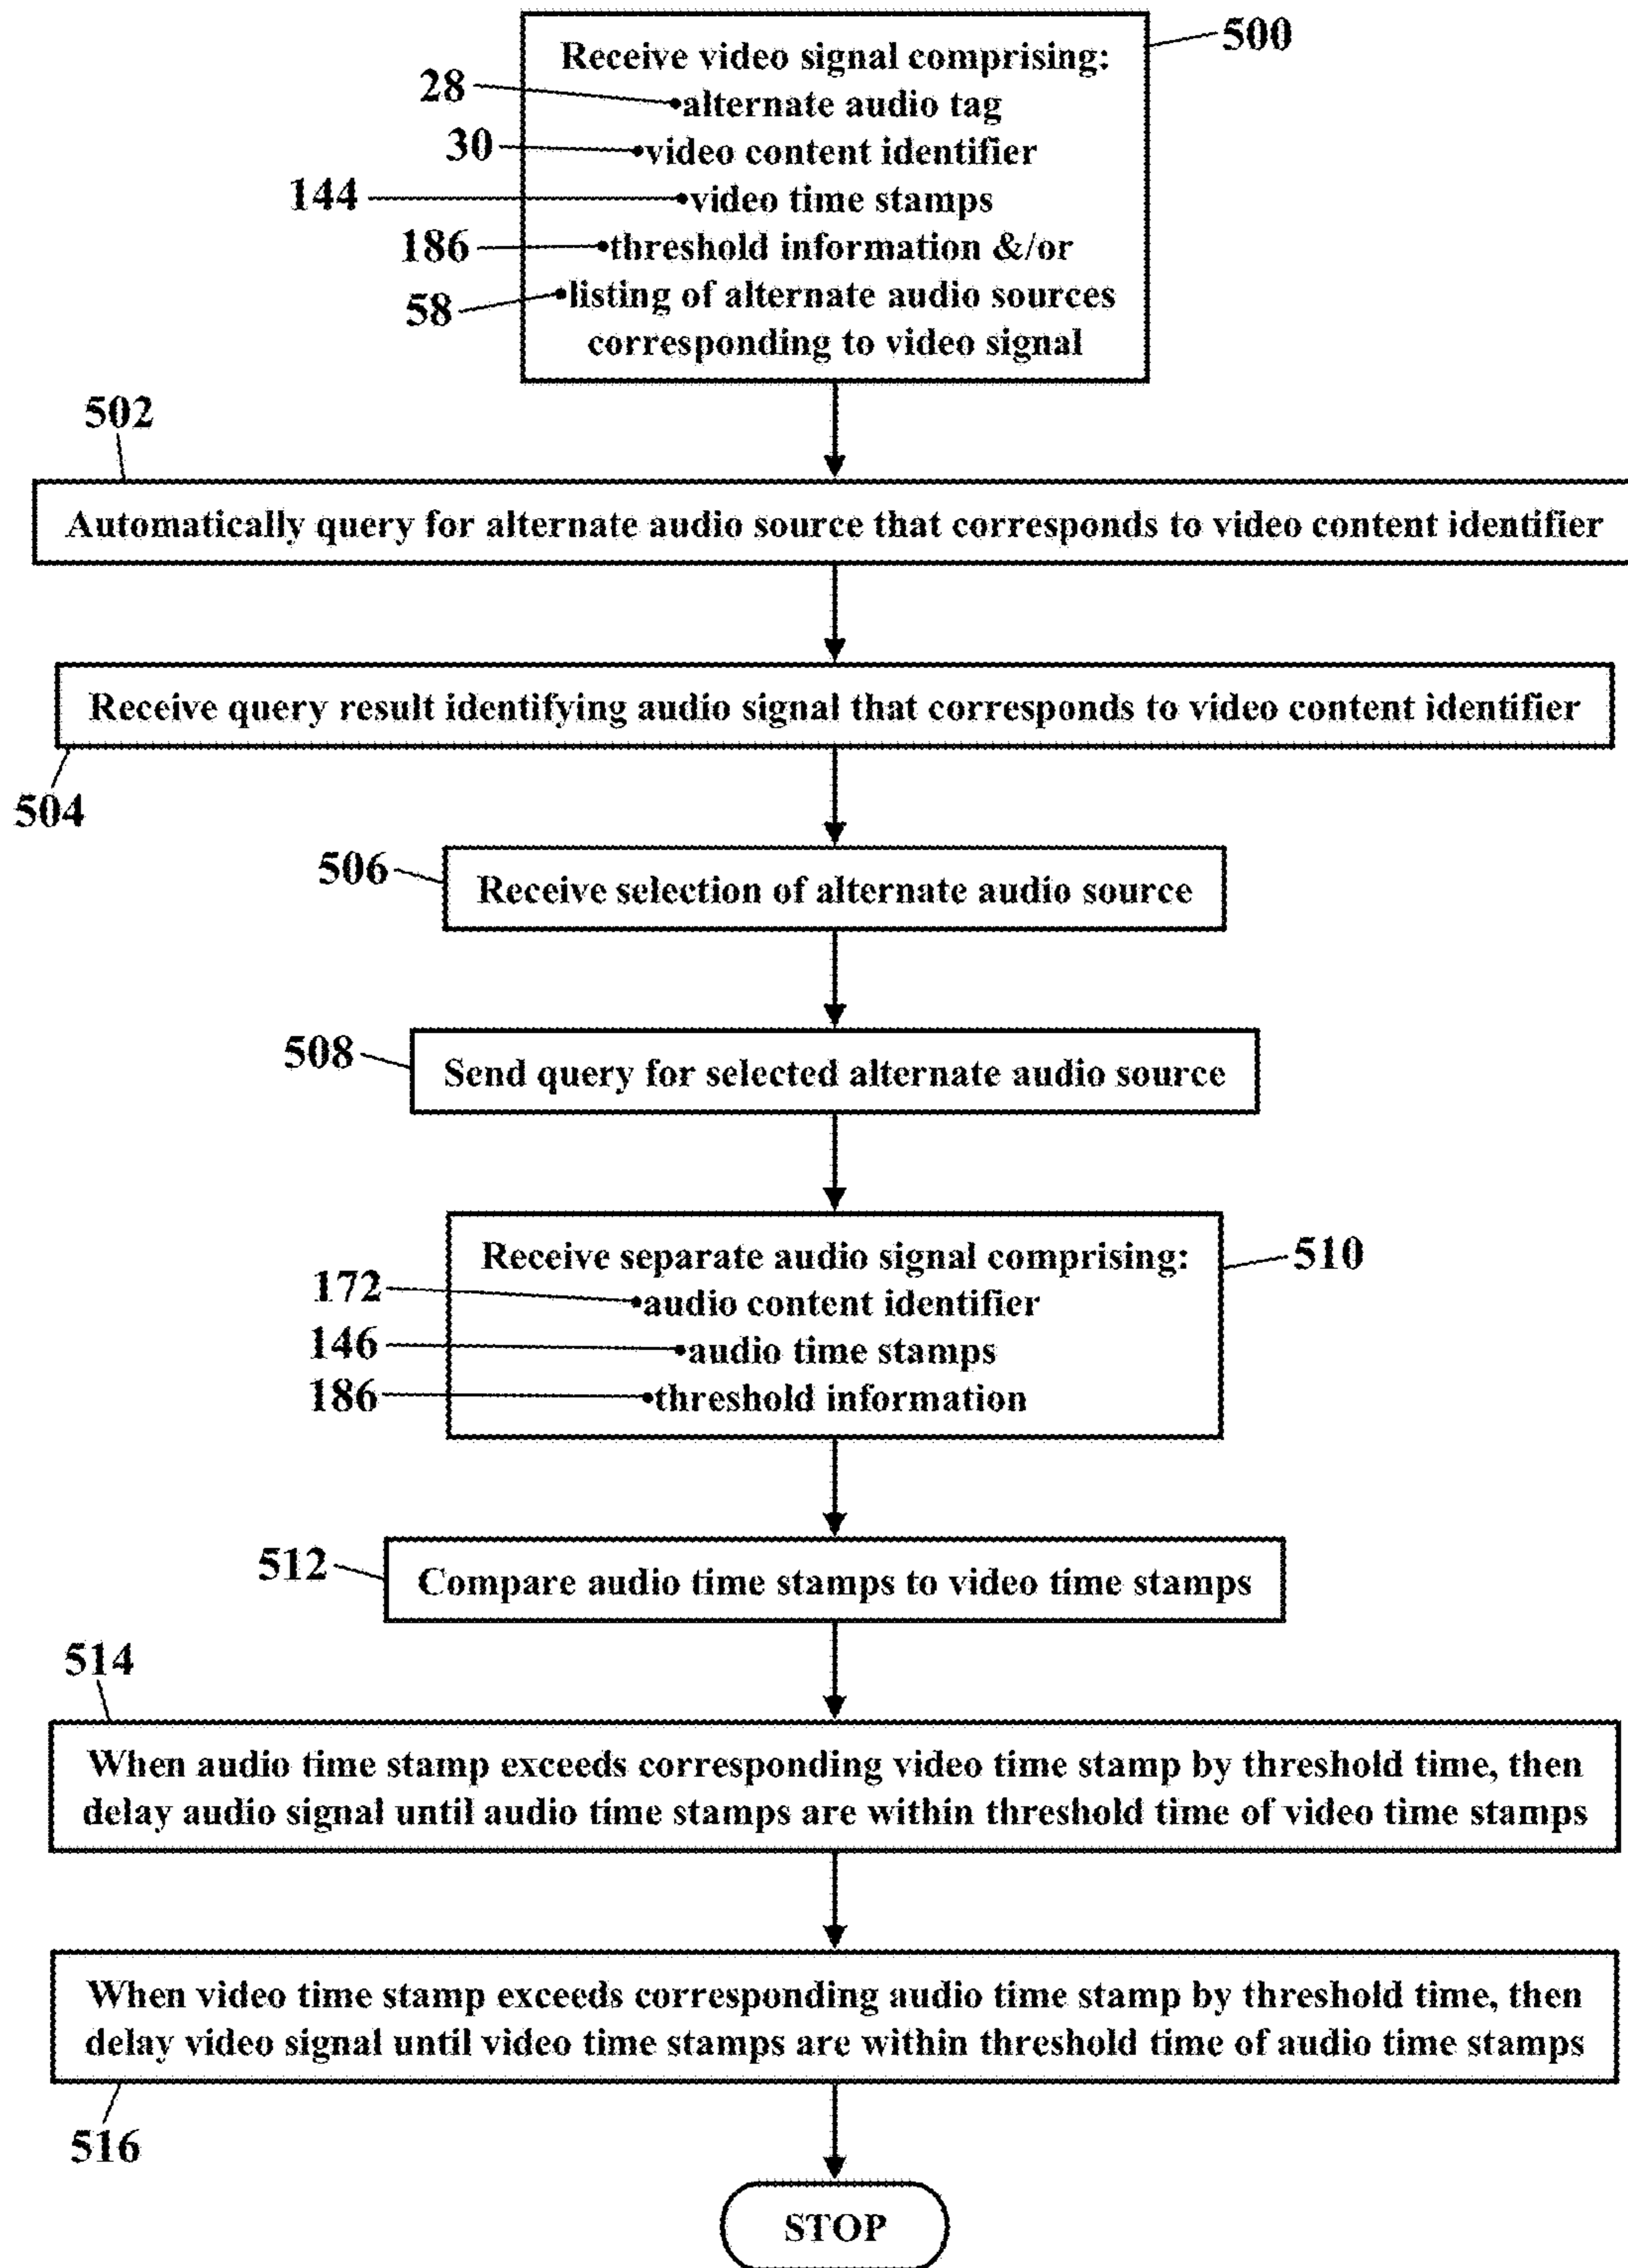 Receive video signal comprising:
500
28
•alternate audio tag
30
•video content identifier
144
•video time stamps
186
•threshold information &/or
58
•listing of alternate audio sources
corresponding to video signal
502
Automatically query for alternate audio source that corresponds to video content identifier
Receive query result identifying audio signal that corresponds to video content identifier
504
506
Receive selection of alternate audio source
508
Send query for selected alternate audio source
Receive separate audio signal comprising:
510
172
•audio content identifier
146
•audio time stamps
186
•threshold information
512
Compare audio time stamps to video time stamps
514
When audio time stamp exceeds corresponding video time stamp by threshold time, then
delay audio signal until audio time stamps are within threshold time of video time stamps
When video time stamp exceeds corresponding audio time stamp by threshold time, then
delay video signal until video time stamps are within threshold time of audio time stamps
516
STOP